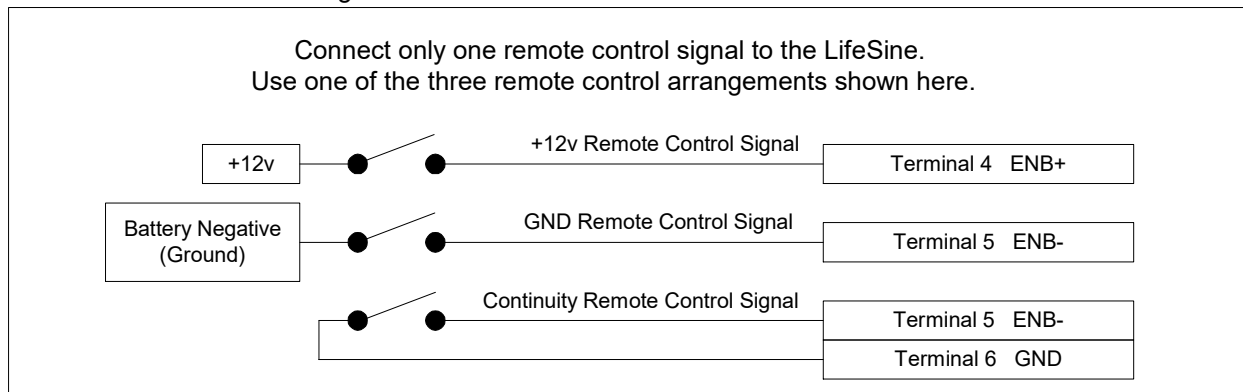 Connect only one remote control signal to the LifeSine.
Use one of the three remote control arrangements shown here.
+12v
+12v Remote Control Signal
Terminal 4 ENB+
Battery Negative
(Ground)
GND Remote Control Signal
Terminal 5 ENB-
Continuity Remote Control Signal
Terminal 5 ENB-
Terminal 6 GND